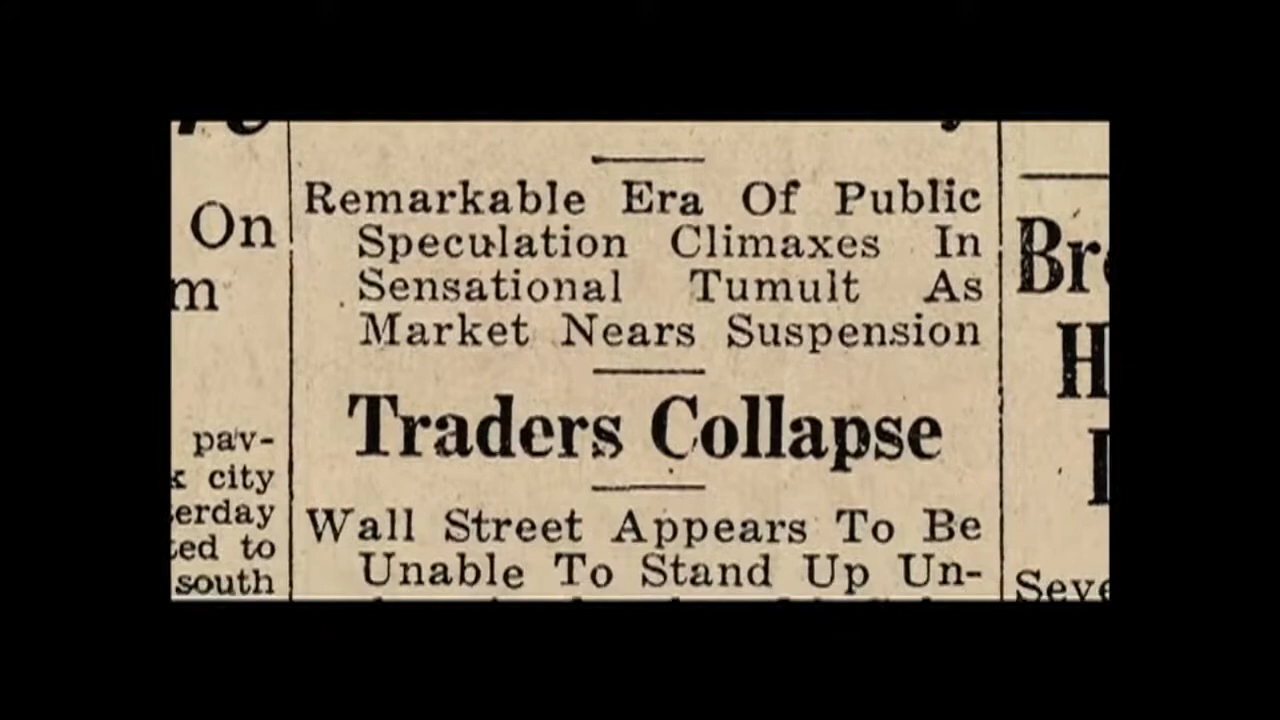 On
m
pav-
city
erday
ed to
south
Remarkable Era Of Public
Speculation Climaxes In
Sensational Tumult As
Market Nears Suspension
Traders Collapse
Wall Street Appears To Be
Unable To Stand Up Un-
Bre
H
Seve